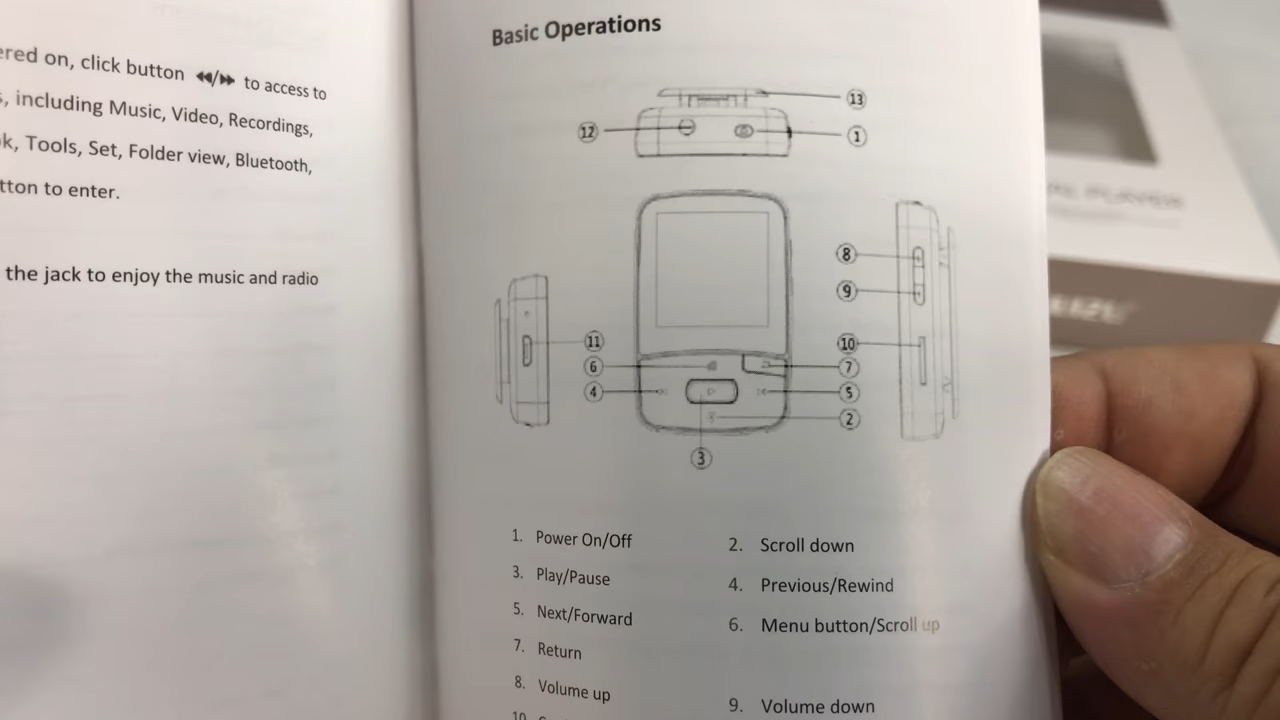 ered on, click button to access to
, including Music, Video, Recordings,
k, Tools, Set, Folder view, Bluetooth,
tton to enter.
the jack to enjoy the music and radio
Basic Operations
13
12
1
8
9
11
10
6
7
4
5
2
3
1. Power On/Off
2. Scroll down
3. Play/Pause
4. Previous/Rewind
5. Next/Forward
6. Menu button/Scroll up
7. Return
8. Volume up
9. Volume down
10.
PLAYER